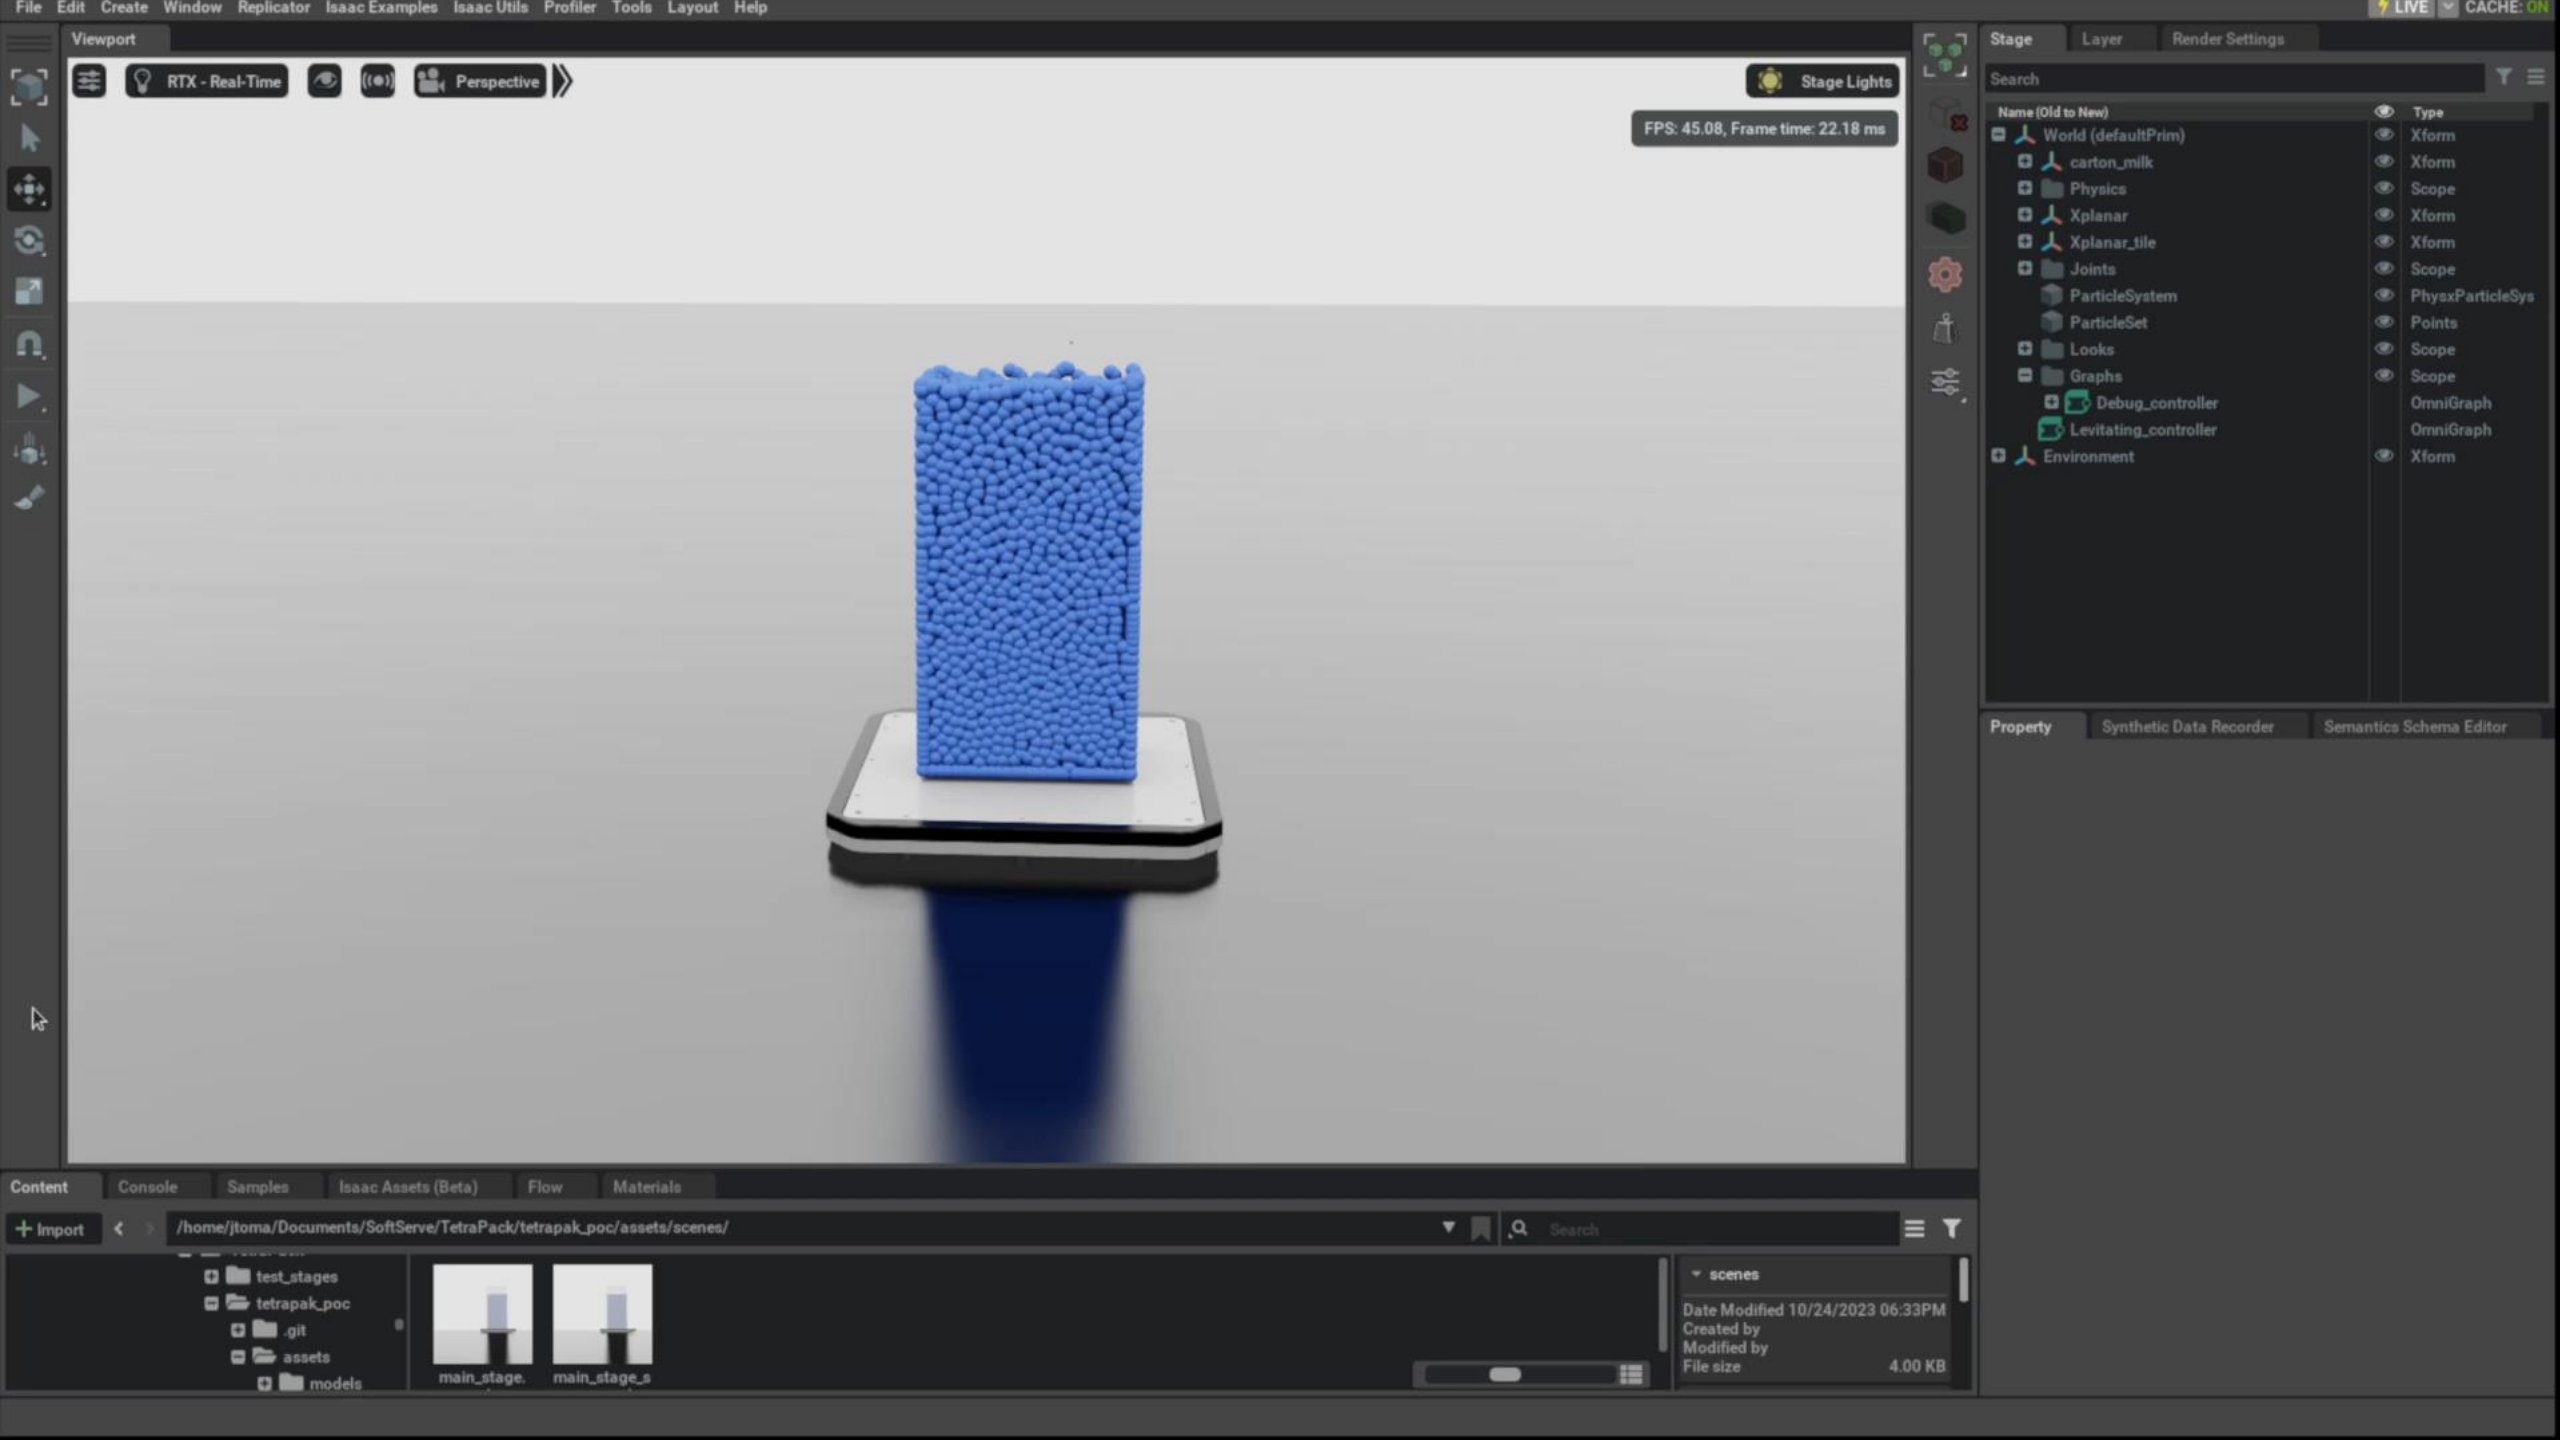 File Edit Create Window Replicator Isaac Examples Isaac Utils Profiler Tools Layout Help
LIVE CACHE: ON
Viewport
RTX - Real-Time
Perspective
Stage Lights
FPS: 45.08, Frame time: 22.18 ms
Stage Layer Render Settings
Search
Name (Old to New) Type
World (defaultPrim) Xform
carton_milk Xform
Physics Scope
Xplanar Xform
Xplanar_tile Xform
Joints Scope
ParticleSystem PhysxParticleSys
ParticleSet Points
Looks Scope
Graphs Scope
Debug_controller OmniGraph
Levitating_controller OmniGraph
Environment Xform
Property Synthetic Data Recorder Semantics Schema Editor
Content Console Samples Isaac Assets (Beta) Flow Materials
Import
/home/jtoma/Documents/SoftServe/TetraPack/tetrapak_poc/assets/scenes/
Search
test_stages
tetrapak_poc
.git
assets
models
main_stage.
main_stage_s
scenes
Date Modified 10/24/2023 06:33PM
Created by
Modified by
File size 4.00 KB